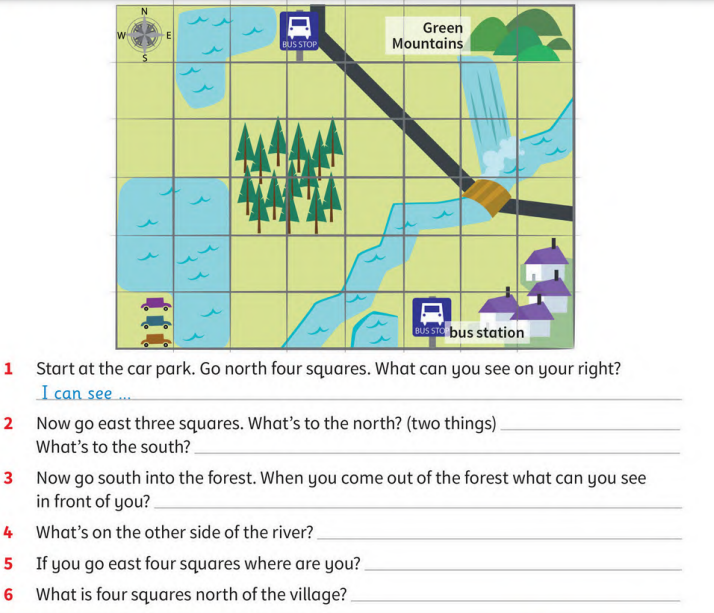 N
W E
S
BUS STOP
Green
Mountains
BUS STO
bus station
1 Start at the car park. Go north four squares. What can you see on your right?
I can see ...
2 Now go east three squares. What's to the north? (two things)
What's to the south?
3 Now go south into the forest. When you come out of the forest what can you see
in front of you?
4 What's on the other side of the river?
5 If you go east four squares where are you?
6 What is four squares north of the village?